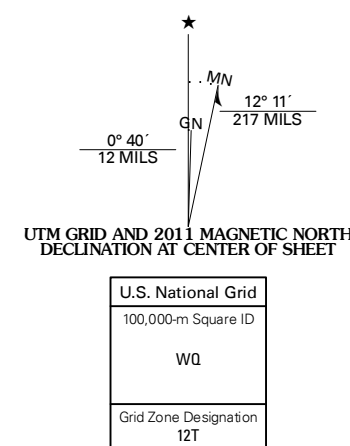 ★
MN
GN
12° 11´
217 MILS
0° 40´
12 MILS
UTM GRID AND 2011 MAGNETIC NORTH
DECLINATION AT CENTER OF SHEET
U.S. National Grid
100,000-m Square ID
WQ
Grid Zone Designation
12T